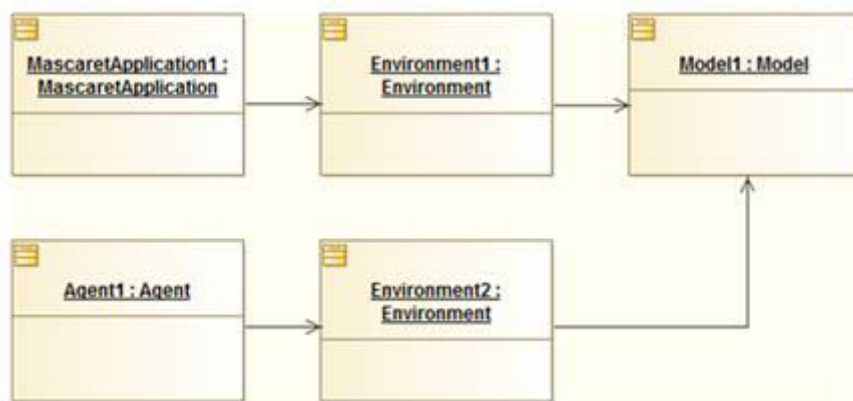 MascaretApplication1 :
MascaretApplication
Environment1 :
Environment
Model1 : Model
Agent1 : Agent
Environment2 :
Environment